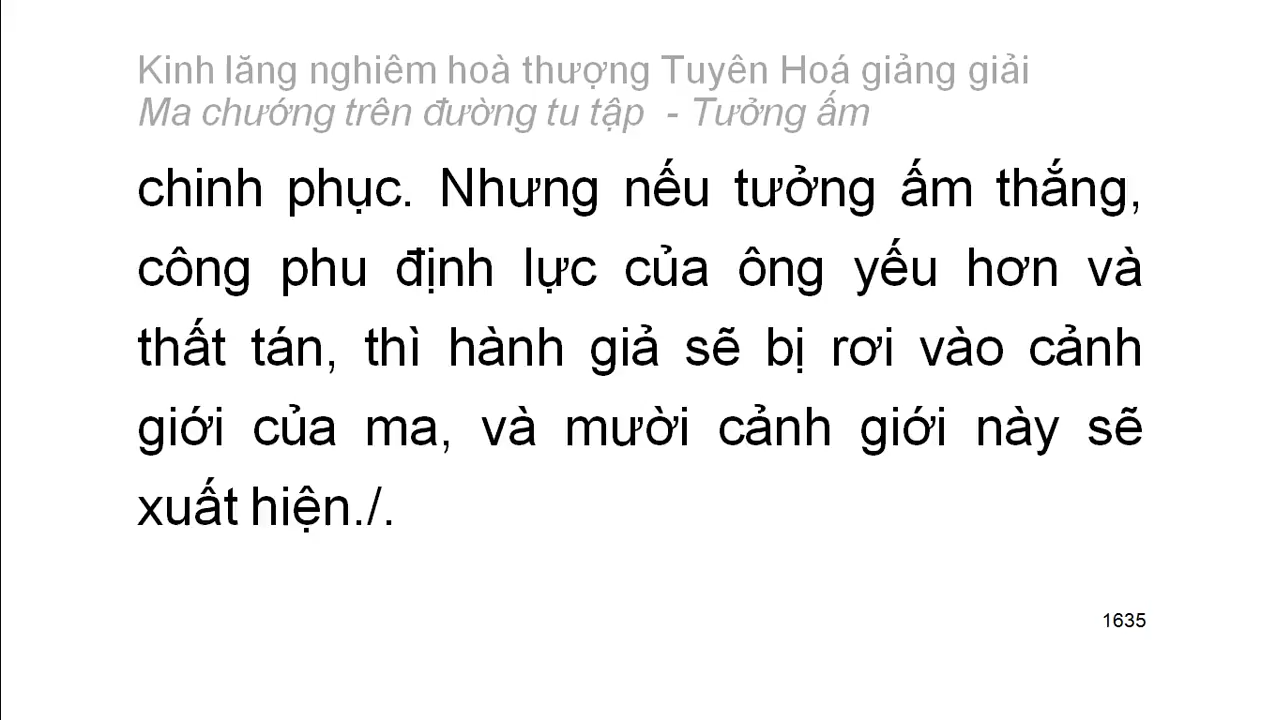 Kinh lăng nghiêm hoà thượng Tuyên Hoá giảng giải
Ma chướng trên đường tu tập - Tưởng ấm
chinh phục. Nhưng nếu tưởng ấm thắng,
công phu định lực của ông yếu hơn và
thất tán, thì hành giả sẽ bị rơi vào cảnh
giới của ma, và mười cảnh giới này sẽ
xuất hiện./.
1635